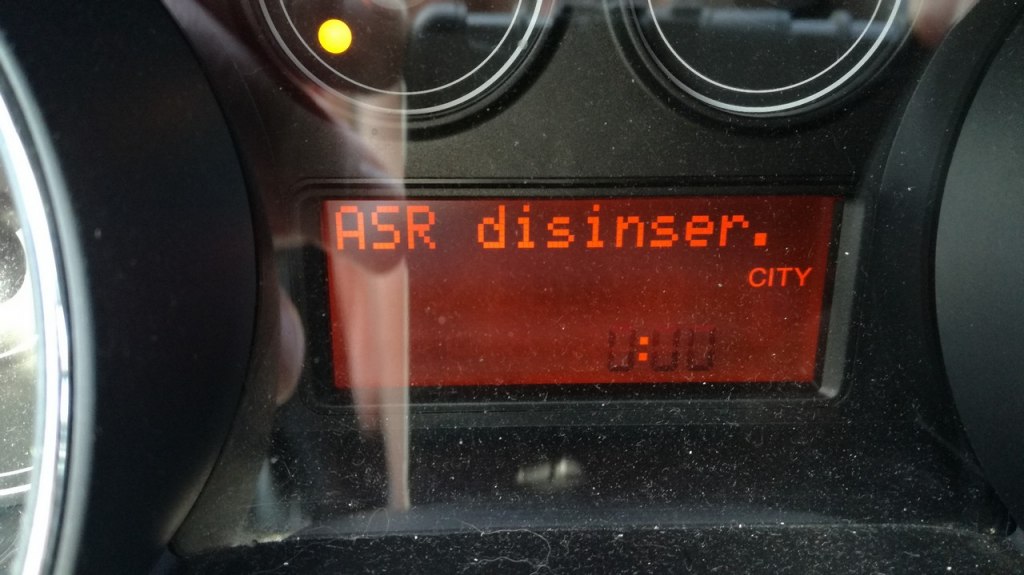 ASR disinser.
CITY